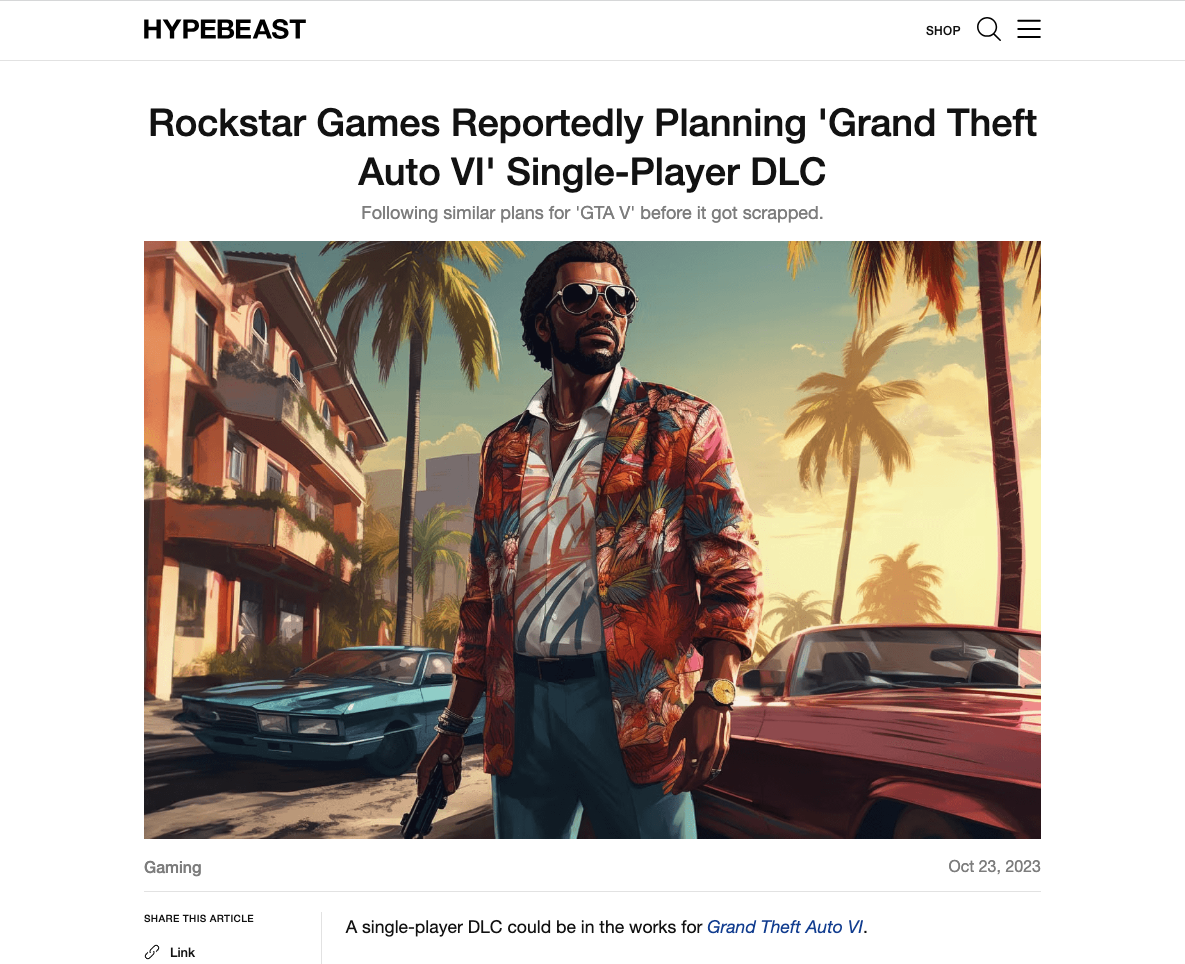 HYPEBEAST
SHOP
Rockstar Games Reportedly Planning 'Grand Theft
Auto VI' Single-Player DLC
Following similar plans for 'GTA V' before it got scrapped.
Gaming
Oct 23, 2023
SHARE THIS ARTICLE
Link
A single-player DLC could be in the works for Grand Theft Auto VI.